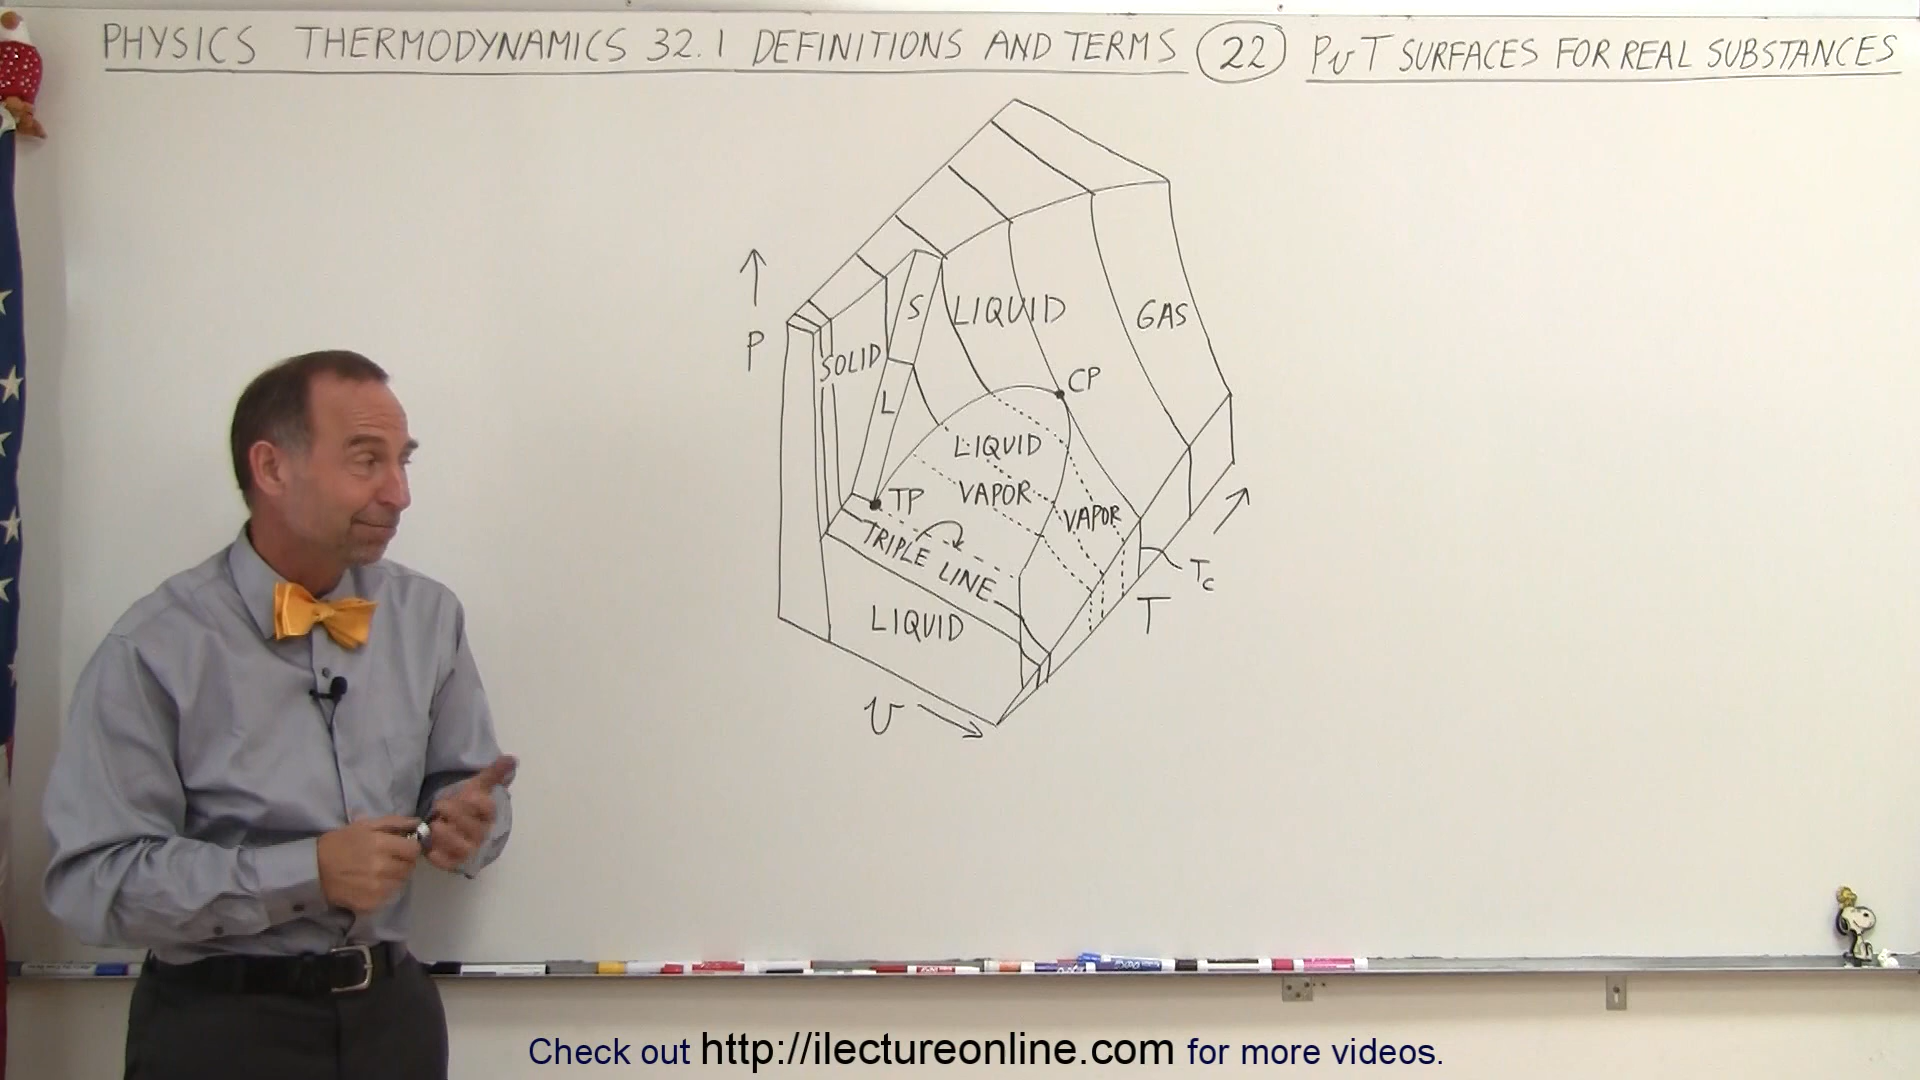 PHYSICS THERMODYNAMICS 32.1 DEFINITIONS AND TERMS 22 PvT SURFACES FOR REAL SUBSTANCES
P
S
LIQUID
GAS
SOLID
CP
L
LIQUID
TP
VAPOR
VAPOR
TRIPLE LINE
Tc
T
LIQUID
v
Check out http://ilectureonline.com for more videos.